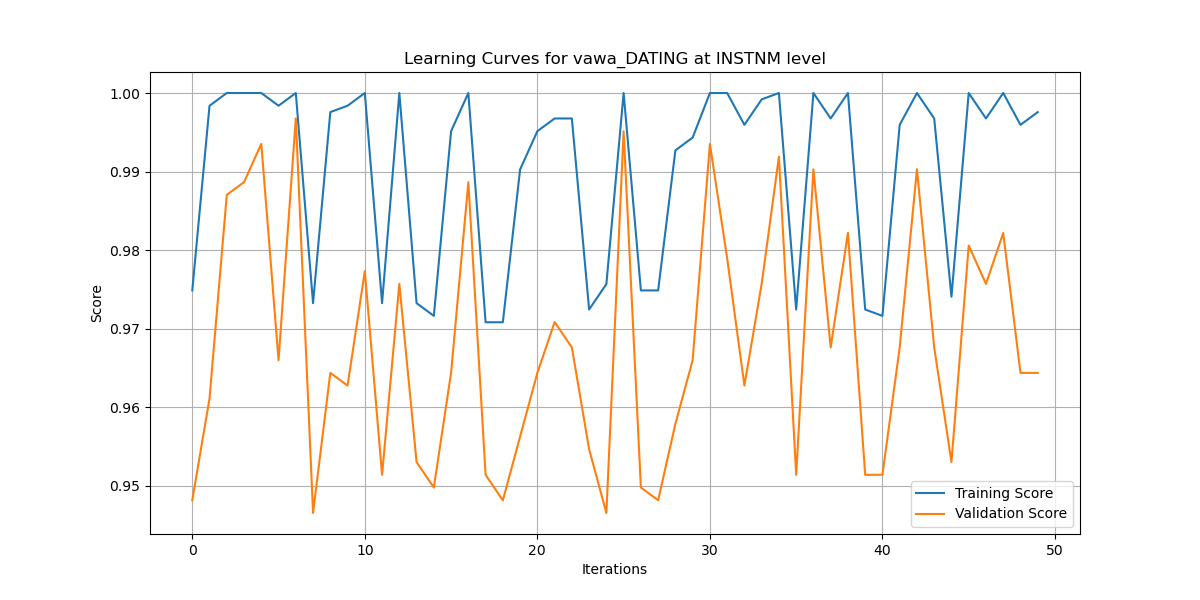 Learning Curves for vawa_DATING at INSTNM level
1.00
0.99
0.98
0.97
0.96
0.95
Score
0 10 20 30 40 50
Iterations
Training Score
Validation Score